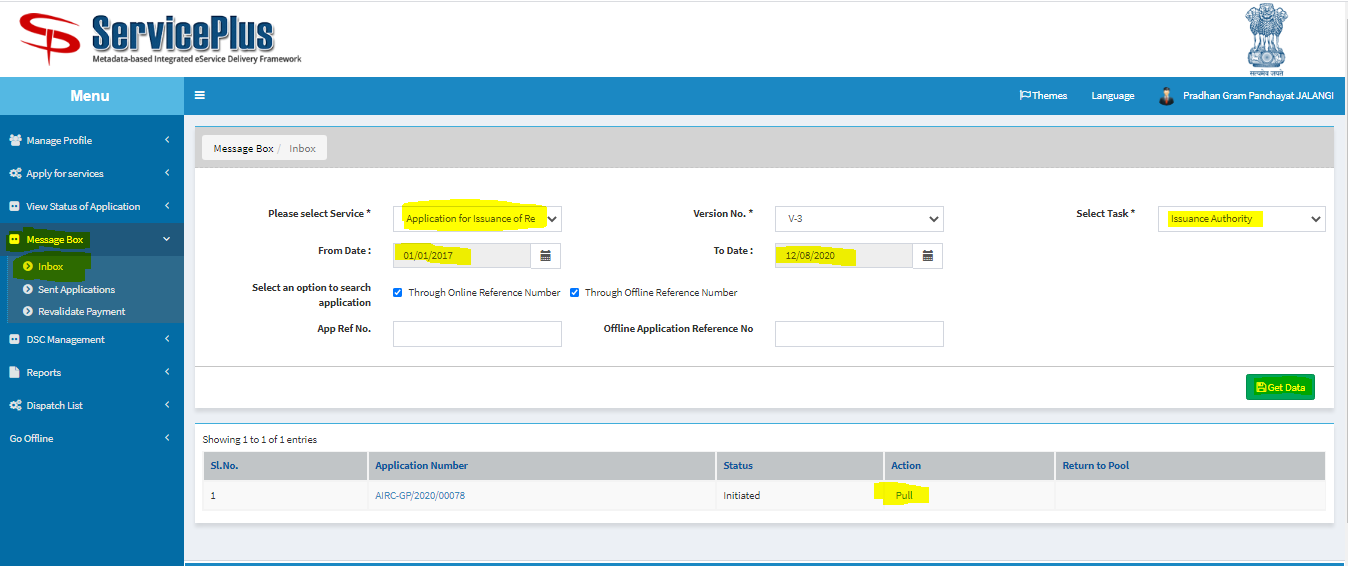 ServicePlus
Metadata-based Integrated eService Delivery Framework
सत्यमेव जयते
Menu
Themes
Language
Pradhan Gram Panchayat JALANGI
Manage Profile
Apply for services
View Status of Application
Message Box
Inbox
Sent Applications
Revalidate Payment
DSC Management
Reports
Dispatch List
Go Offline
Message Box / Inbox
Please select Service *
Application for Issuance of Re
Version No. *
V-3
Select Task *
Issuance Authority
From Date :
01/01/2017
To Date :
12/08/2020
Select an option to search
application
Through Online Reference Number
Through Offline Reference Number
App Ref No.
Offline Application Reference No
Get Data
Showing 1 to 1 of 1 entries
Sl.No. Application Number Status Action Return to Pool
1 AIRC-GP/2020/00078 Initiated Pull